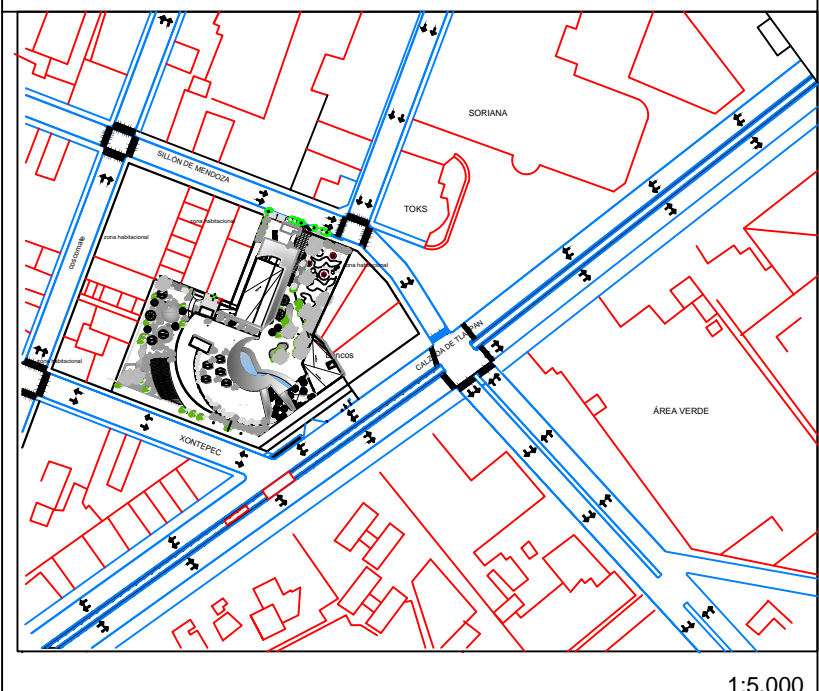 SORIANA
SILLÓN DE MENDOZA
TOKS
zona habitacional
zona habitacional
coscomate
zona habitacional
CALZADA DE TLALPAN
bancos
zona habitacional
ÁREA VERDE
XONTEPEC
1:5,000